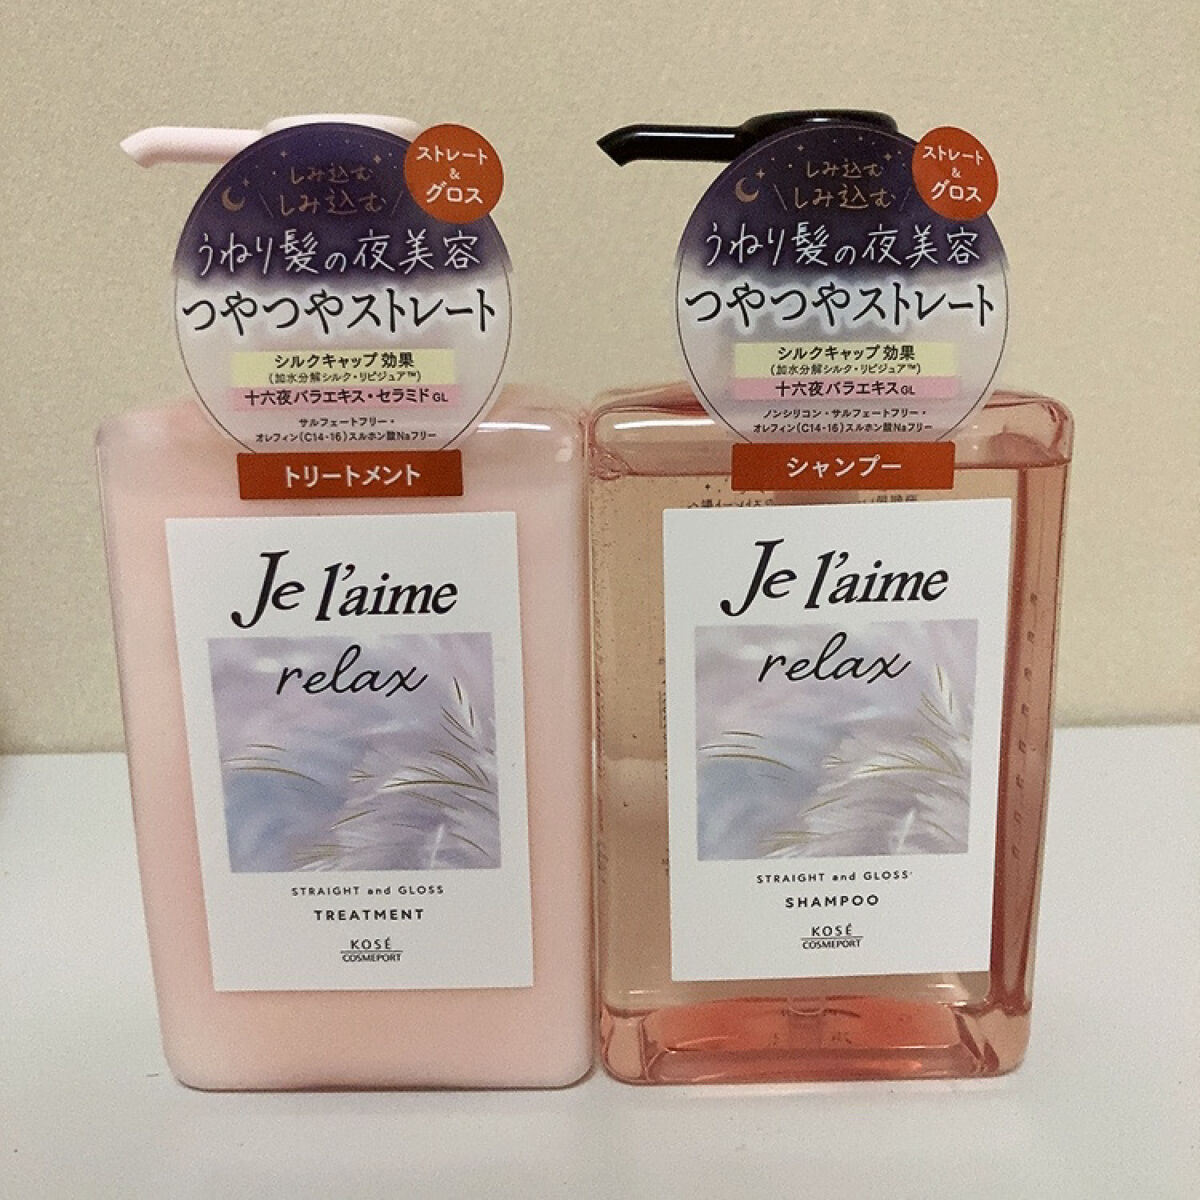 しみ込む
しみ込む
うねり髪の夜美容
つやつやストレート
ストレート
&
グロス
シルクキャップ効果
(加水分解シルク・リピジュア™)
十六夜バラエキス・セラミドGL
サルフェートフリー・
オレフィン(C14-16)スルホン酸Naフリー
トリートメント
Je l'aime
relax
STRAIGHT and GLOSS
TREATMENT
KOSÉ
COSMEPORT
しみ込む
しみ込む
うねり髪の夜美容
つやつやストレート
ストレート
&
グロス
シルクキャップ効果
(加水分解シルク・リピジュア™)
十六夜バラエキスGL
ノンシリコン・サルフェートフリー・
オレフィン(C14-16)スルホン酸Naフリー
シャンプー
Je l'aime
relax
STRAIGHT and GLOSS
SHAMPOO
KOSÉ
COSMEPORT